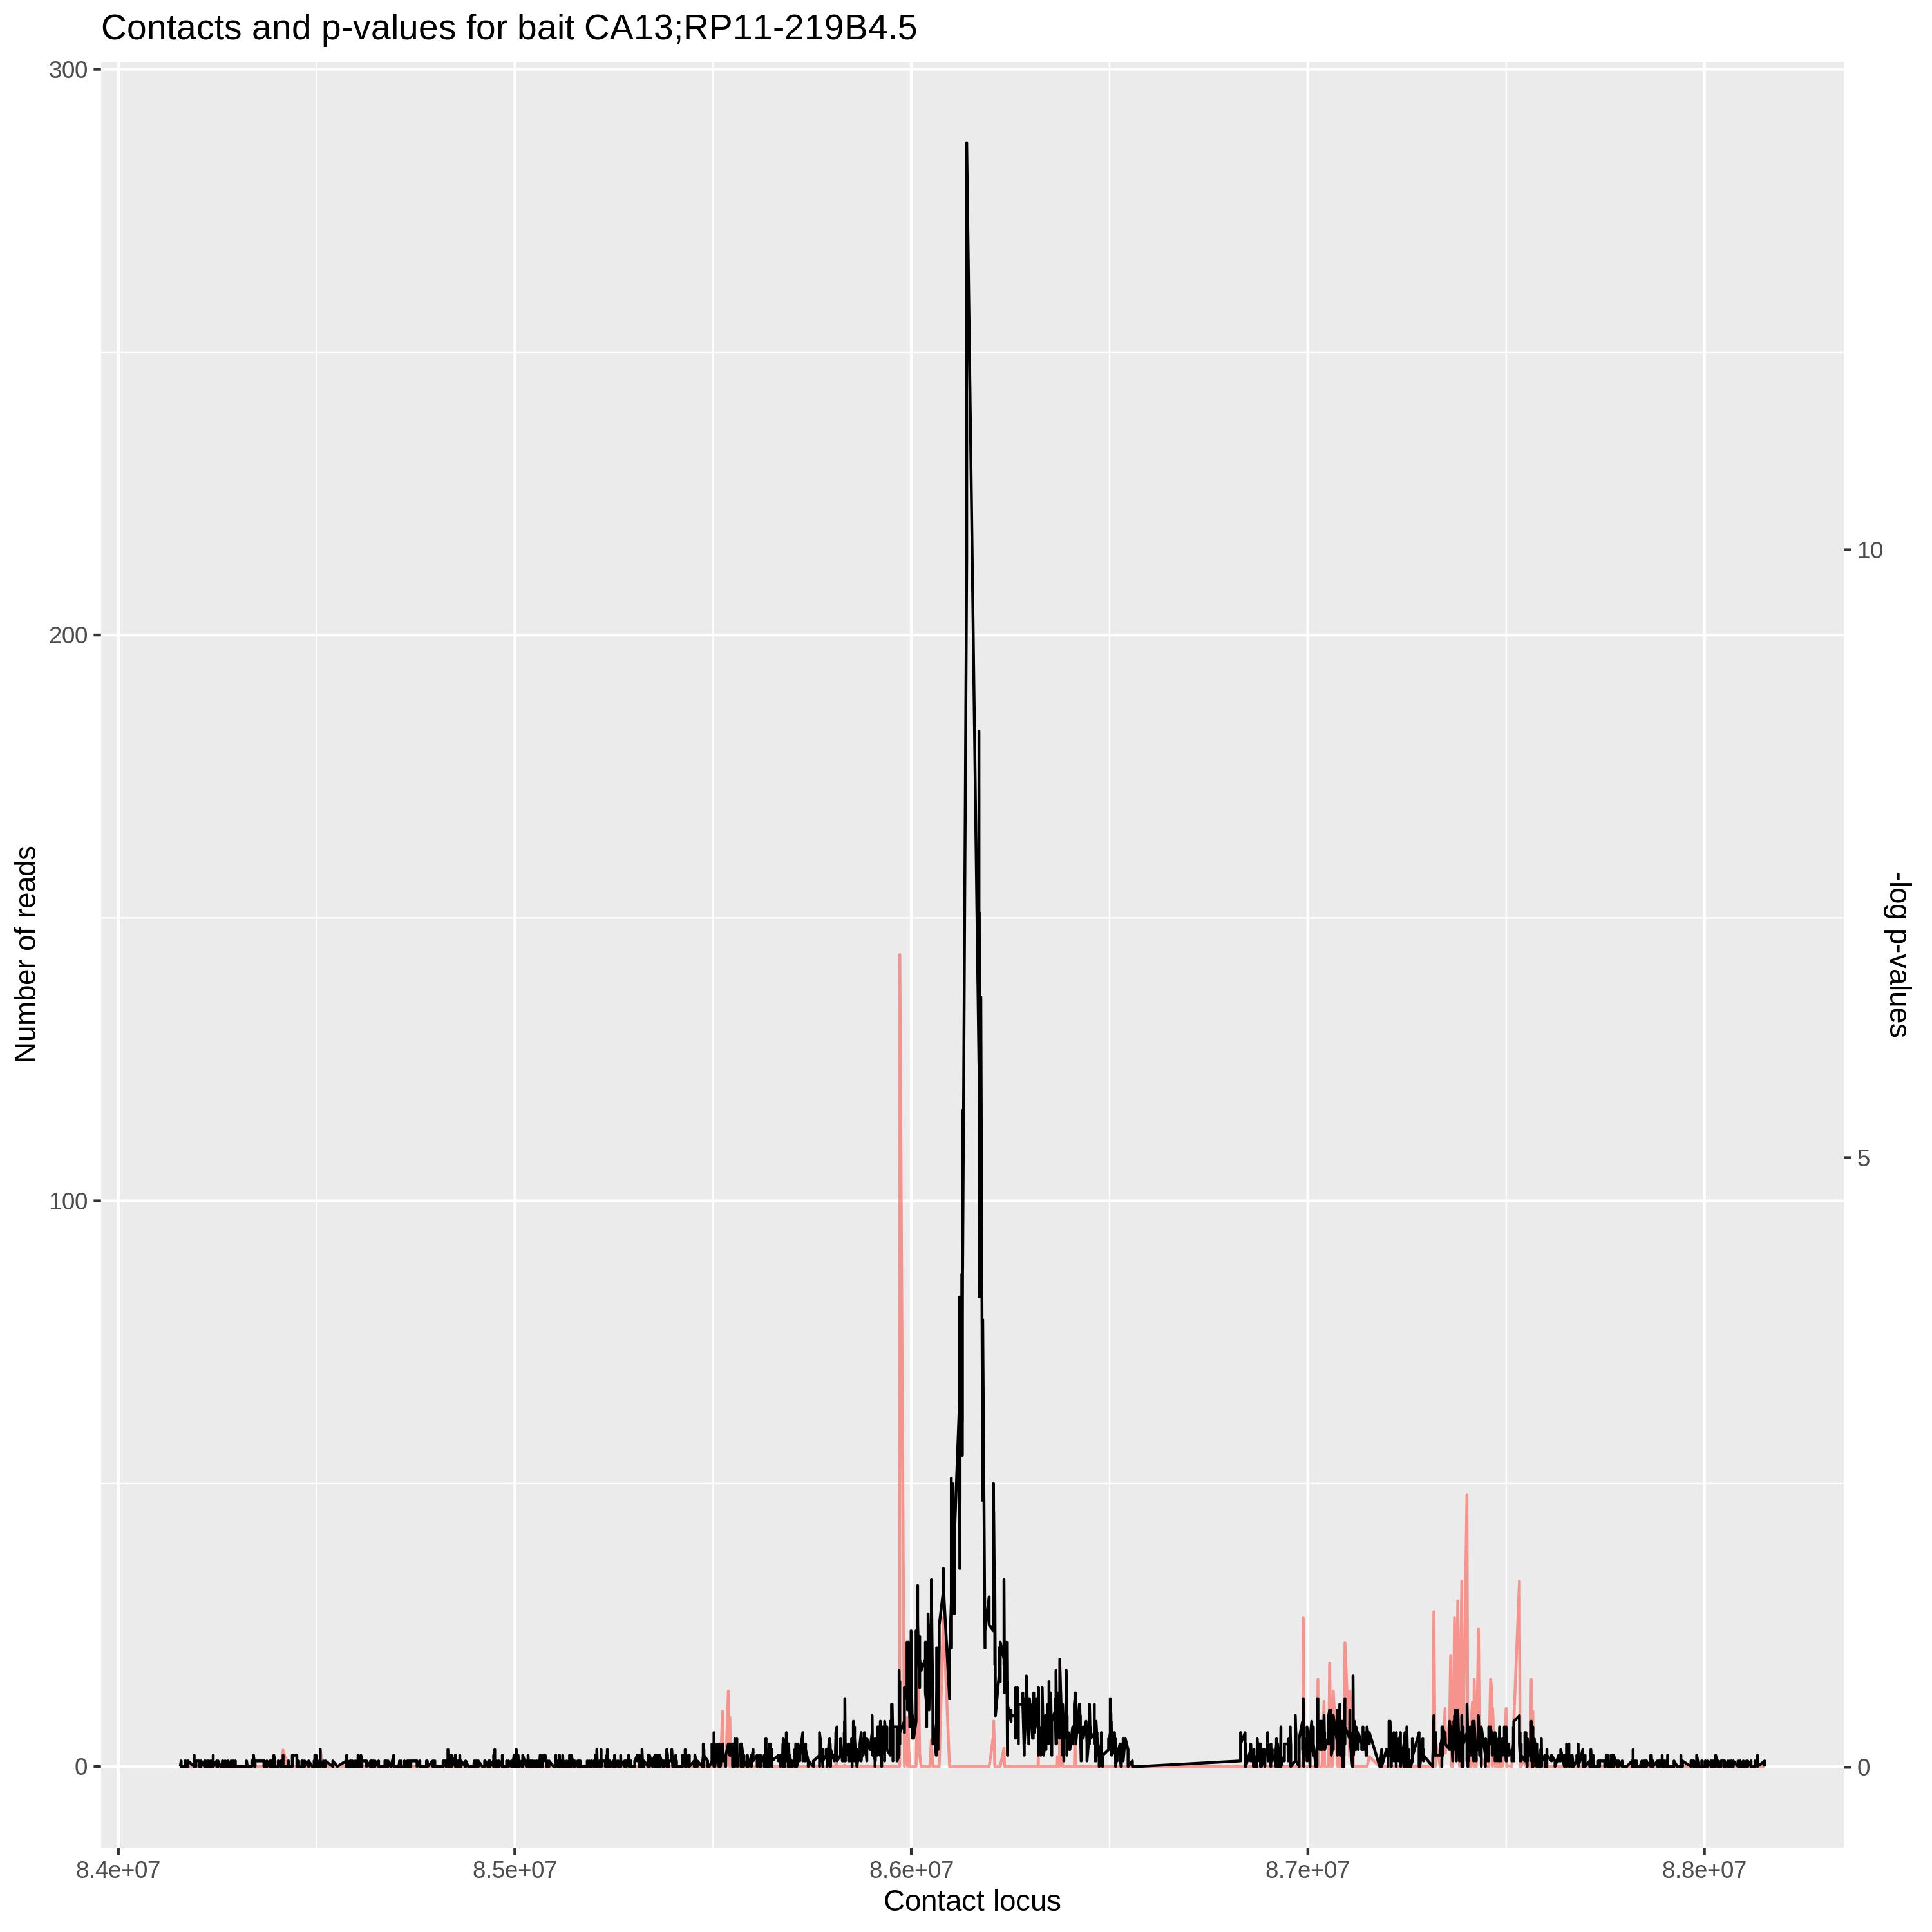 Contacts and p-values for bait CA13;RP11-219B4.5
300
200
100
0
Number of reads
10
5
0
-log p-values
8.4e+07
8.5e+07
8.6e+07
8.7e+07
8.8e+07
Contact locus